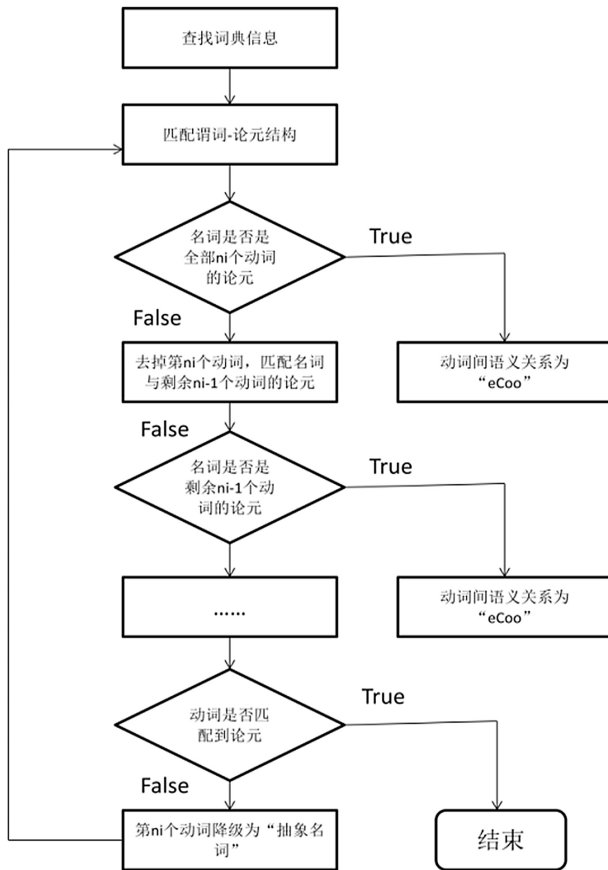 查找词典信息
匹配谓词-论元结构
名词是否是
全部ni个动词
的论元
True
False
去掉第ni个动词，匹配名词
与剩余ni-1个动词的论元
动词间语义关系为
“eCoo”
False
名词是否是
剩余ni-1个动
词的论元
True
……
动词间语义关系为
“eCoo”
动词是否匹
配到论元
True
False
第ni个动词降级为“抽象名
词”
结束